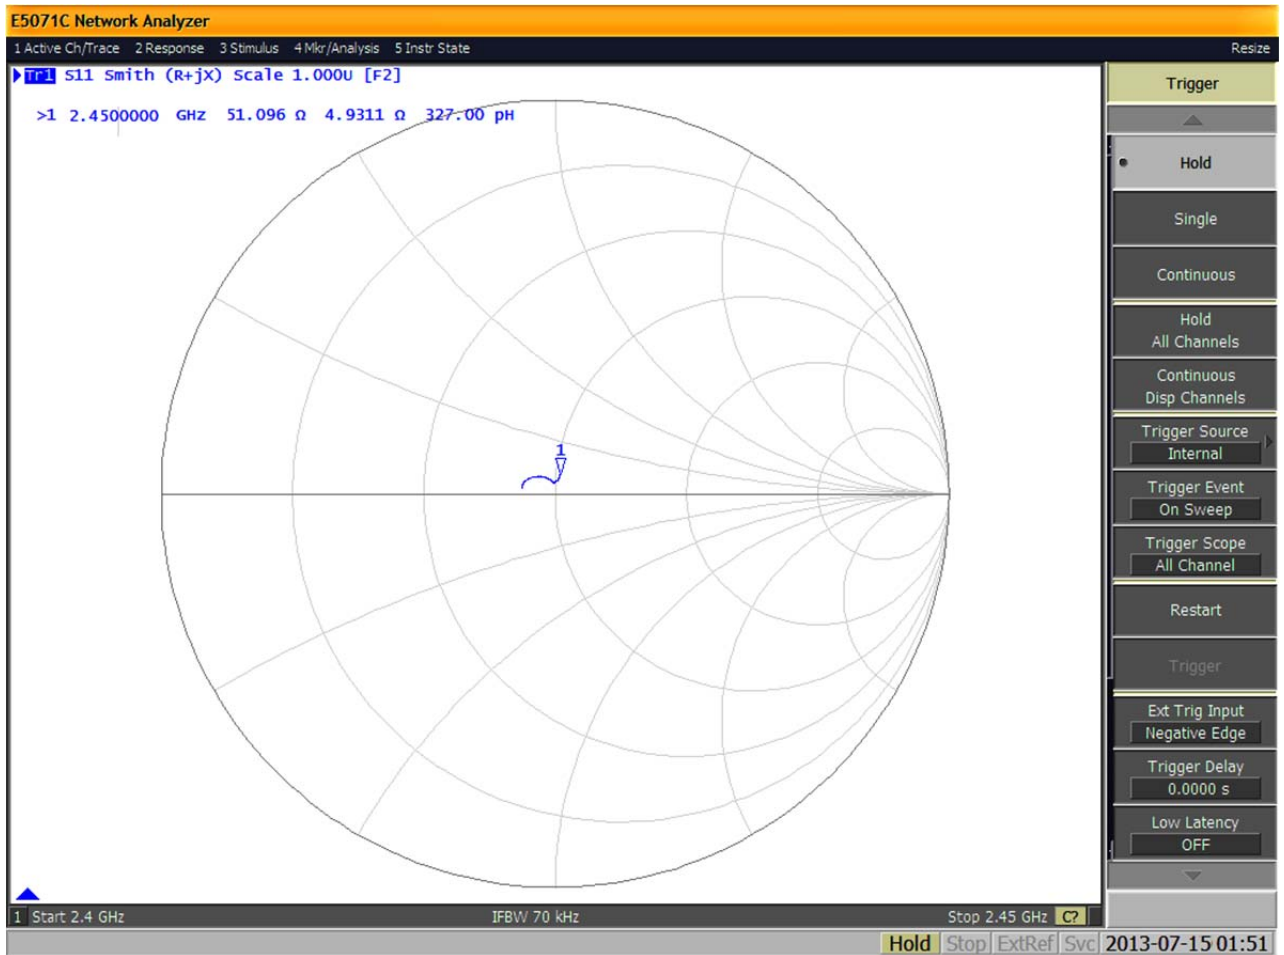 E5071C Network Analyzer
1 Active Ch/Trace 2 Response 3 Stimulus 4 Mkr/Analysis 5 Instr State Resize
Tr1 S11 Smith (R+jX) Scale 1.000U [F2]
>1 2.4500000 GHz 51.096 Ω 4.9311 Ω 327.00 pH
1
Trigger
Hold
Single
Continuous
Hold
All Channels
Continuous
Disp Channels
Trigger Source
Internal
Trigger Event
On Sweep
Trigger Scope
All Channel
Restart
Trigger
Ext Trig Input
Negative Edge
Trigger Delay
0.0000 s
Low Latency
OFF
1 Start 2.4 GHz IFBW 70 kHz Stop 2.45 GHz C?
Hold Stop ExtRef Svc 2013-07-15 01:51